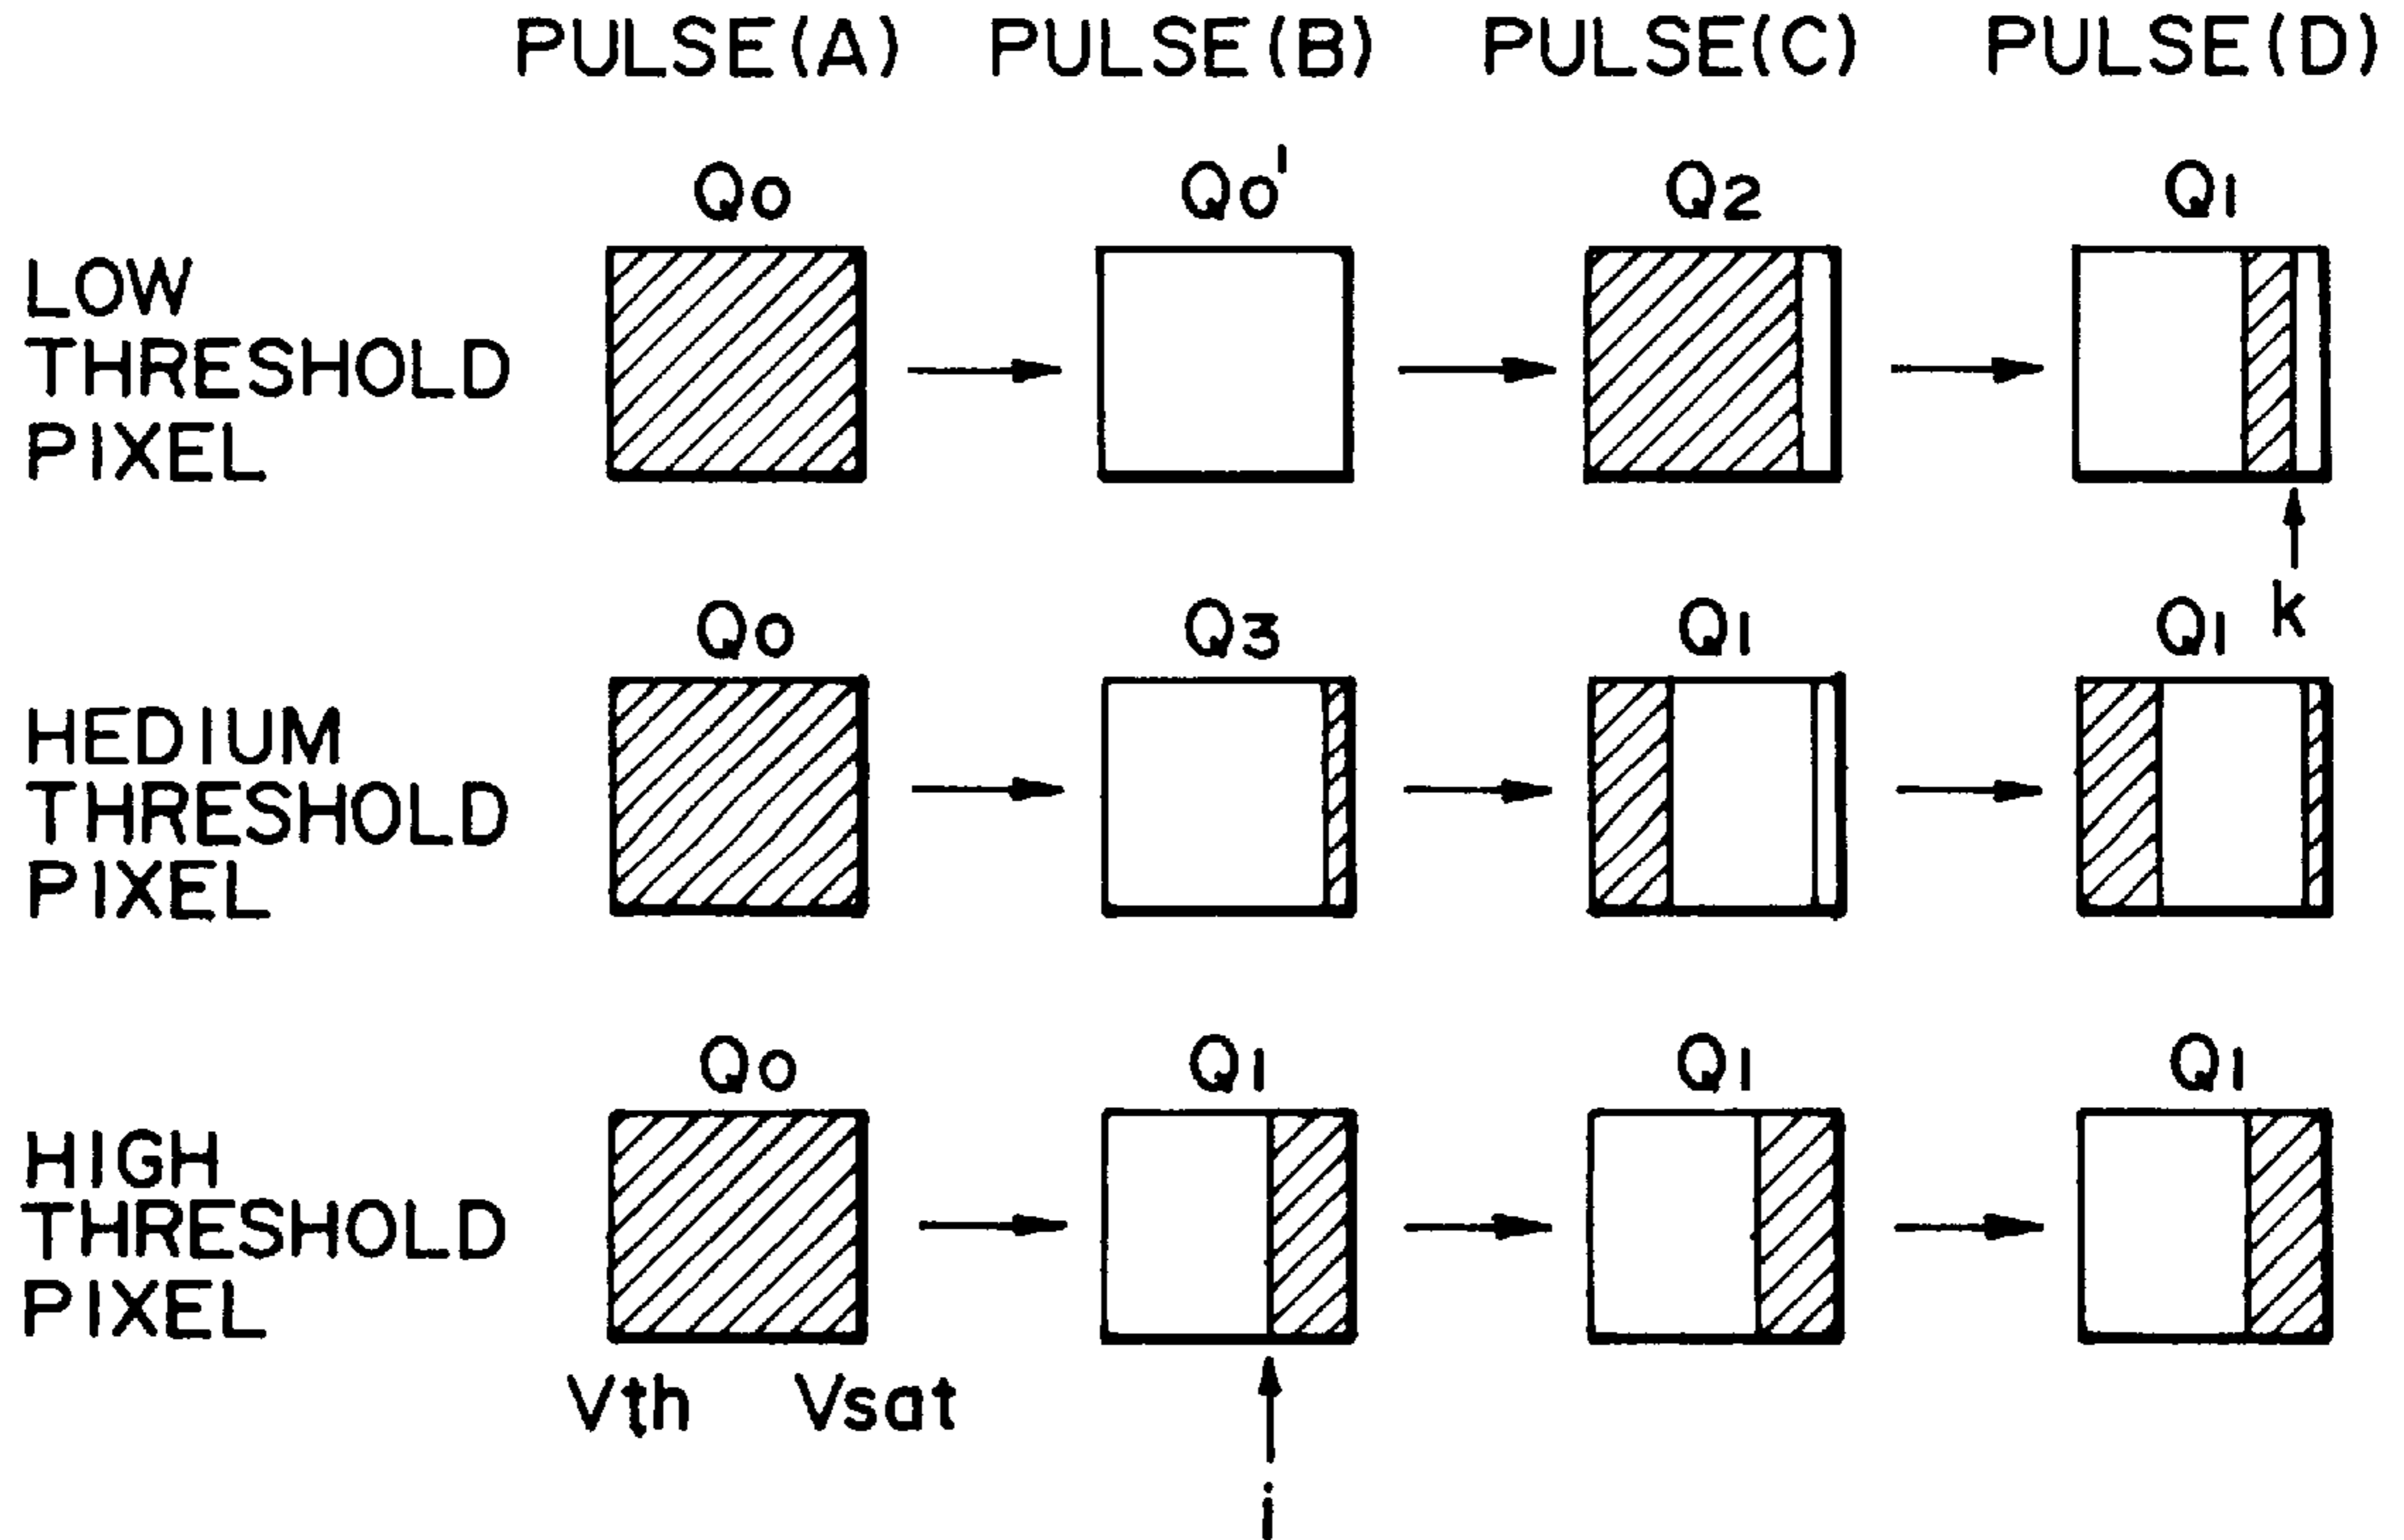 PULSE(A) PULSE(B) PULSE(C) PULSE(D)
Qo Qo' Q2 Q1
LOW
THRESHOLD
PIXEL
k
Qo Q3 Q1 Q1
HEDIUM
THRESHOLD
PIXEL
Qo Q1 Q1 Q1
HIGH
THRESHOLD
PIXEL
Vth Vsat
i